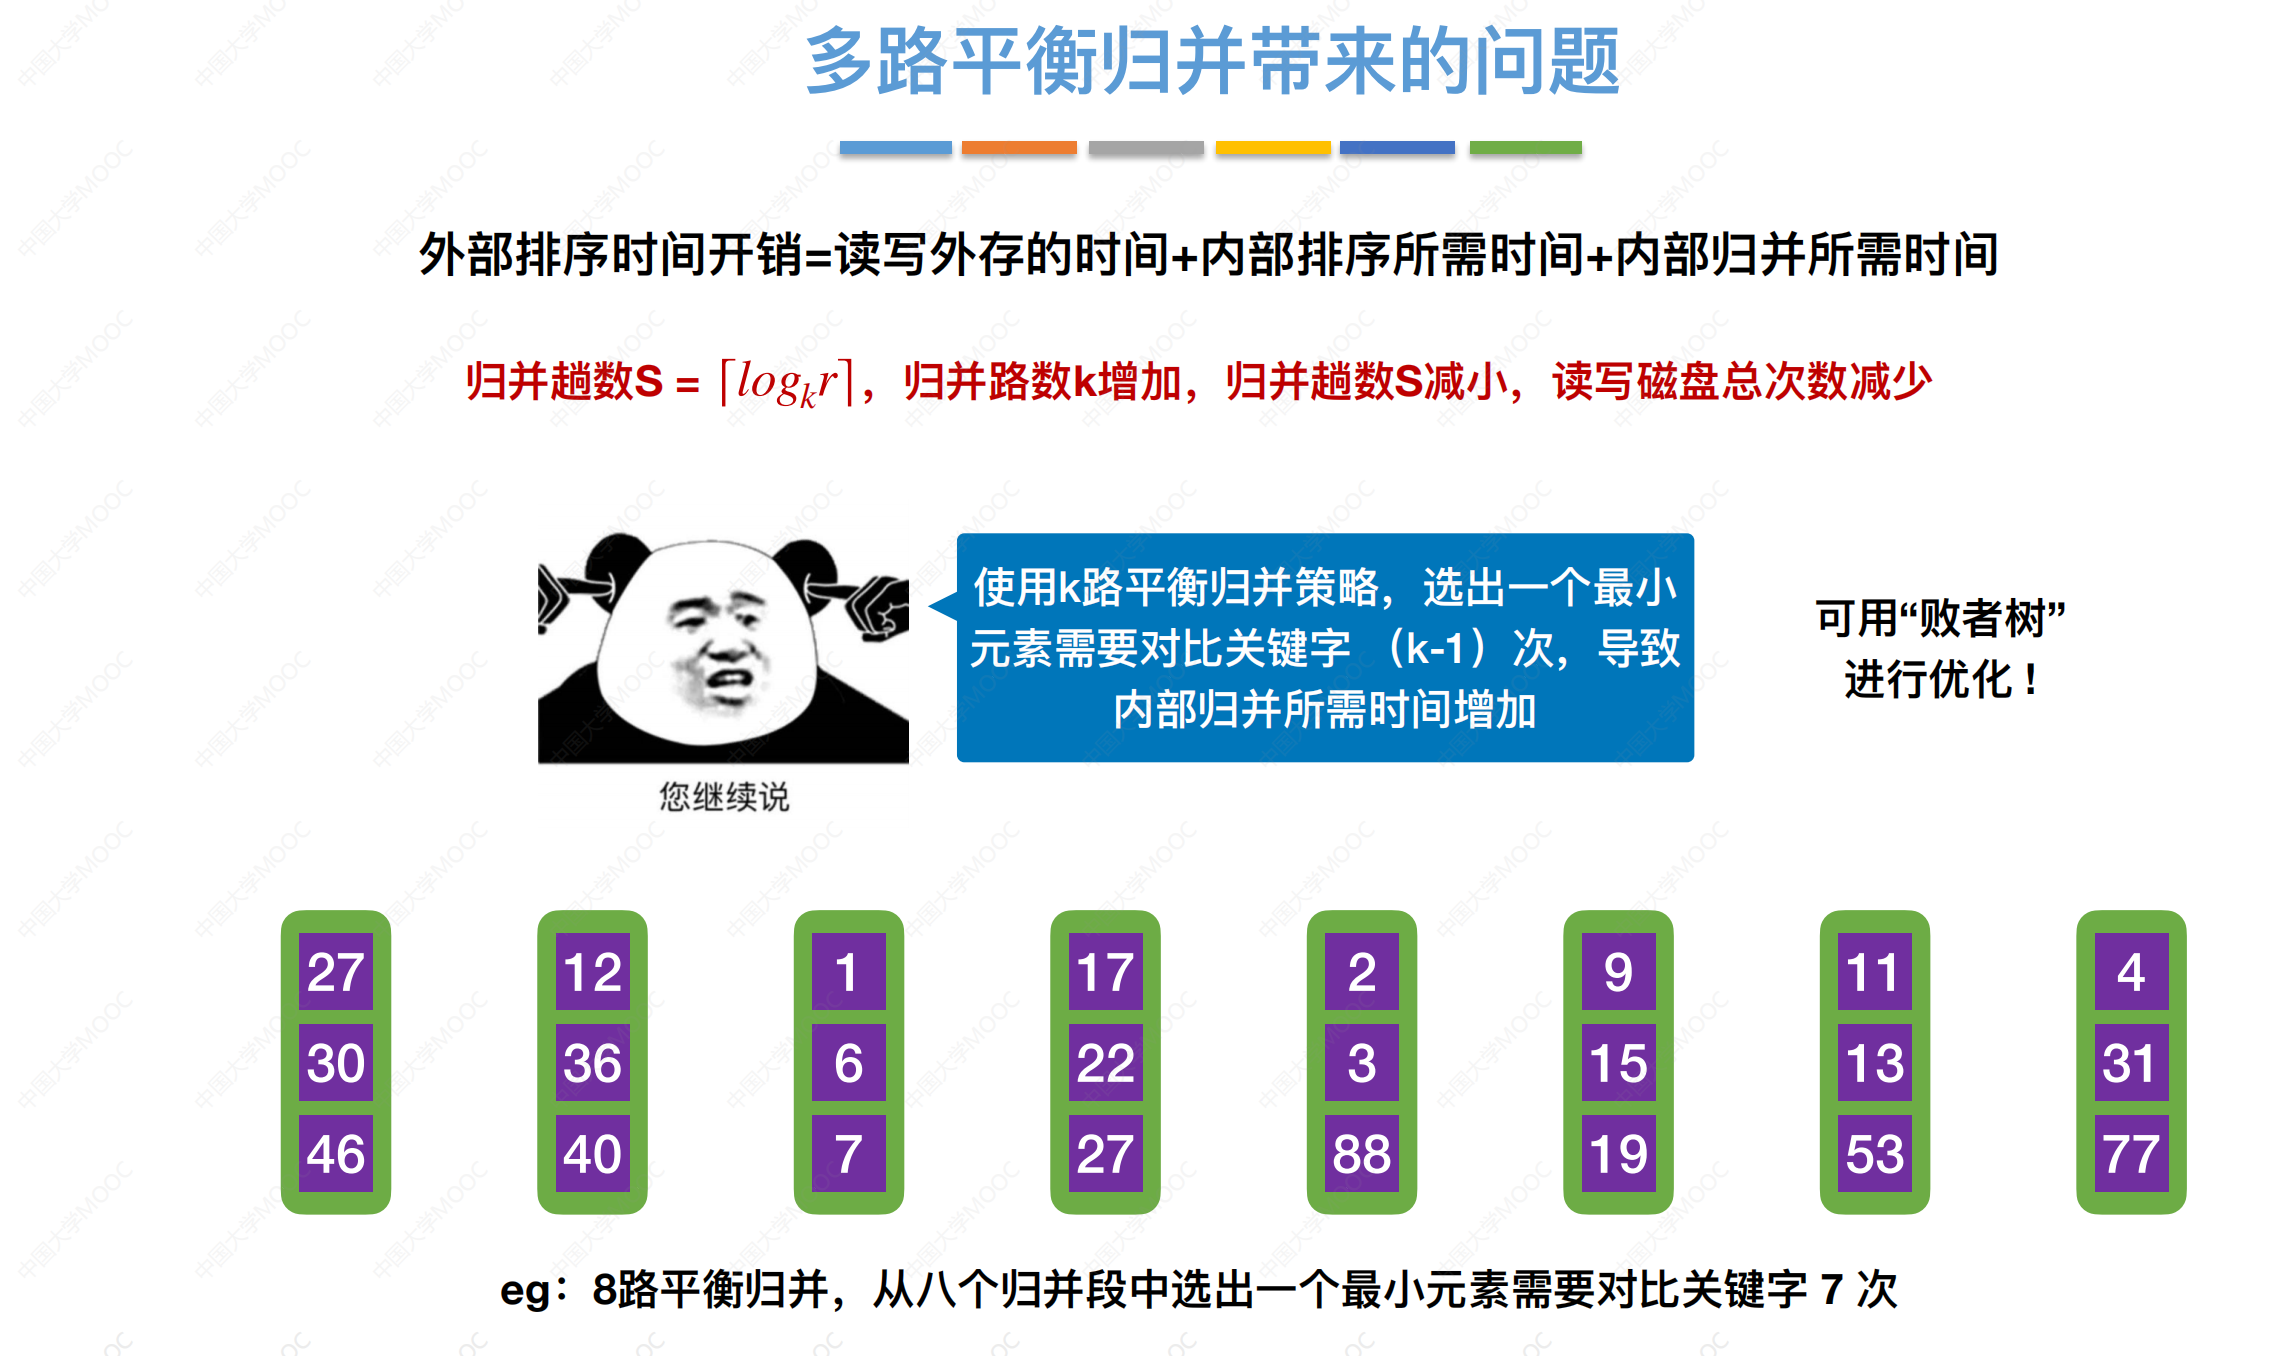 多路平衡归并带来的问题
外部排序时间开销=读写外存的时间+内部排序所需时间+内部归并所需时间
归并趟数S = ⌈logₖr⌉，归并路数k增加，归并趟数S减小，读写磁盘总次数减少
使用k路平衡归并策略，选出一个最小
元素需要对比关键字 （k-1）次，导致
内部归并所需时间增加
可用“败者树”
进行优化！
您继续说
27 12 1 17 2 9 11 4
30 36 6 22 3 15 13 31
46 40 7 27 88 19 53 77
eg：8路平衡归并，从八个归并段中选出一个最小元素需要对比关键字 7 次
中国大学MOOC